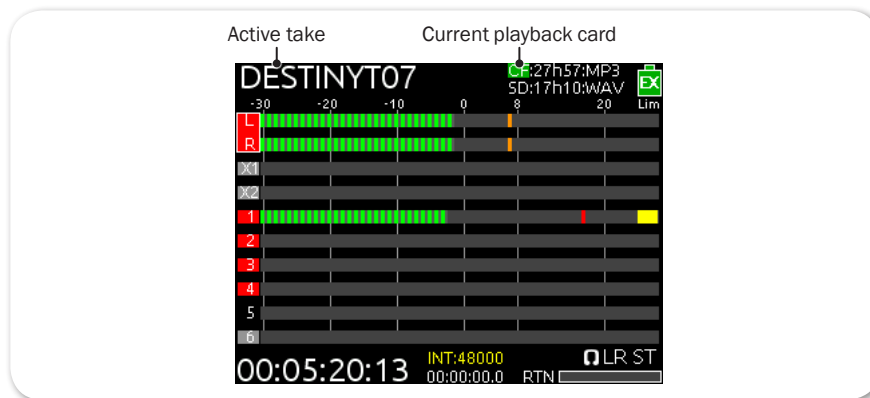 Active take Current playback card
DESTINYT07 CF:27h57:MP3 EX
SD:17h10:WAV
-30 -20 -10 0 8 20 Lim
L
R
X1
X2
1
2
3
4
5
6
00:05:20:13 INT:48000 LR ST
00:00:00.0 RTN